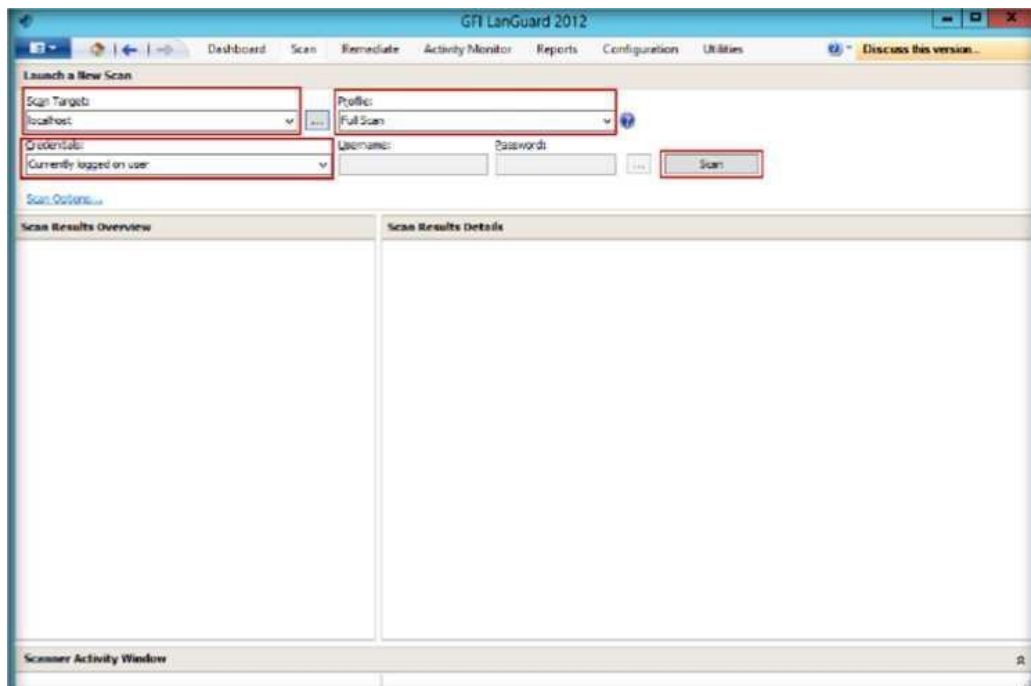 GFI LanGuard 2012
Dashboard Scan Remediate Activity Monitor Reports Configuration Utilities Discuss this version...
Launch a New Scan
Scan Target: Profile:
localhost ... Full Scan
Credentials: Username: Password:
Currently logged on user ... Scan
Scan Options...
Scan Results Overview Scan Results Details
Scanner Activity Window